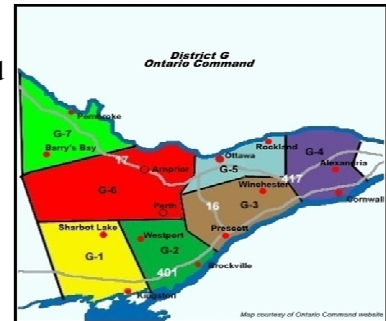 d
District G
Ontario Command
G-7
Pembroke
Barry's Bay
17
Arnprior
Ottawa
Rockland
G-5
G-4
Alexandria
417
Winchester
Cornwall
G-6
Perth
16
G-3
Sharbot Lake
Westport
Prescott
G-1
G-2
401
Brockville
Kingston
Map courtesy of Ontario Command website